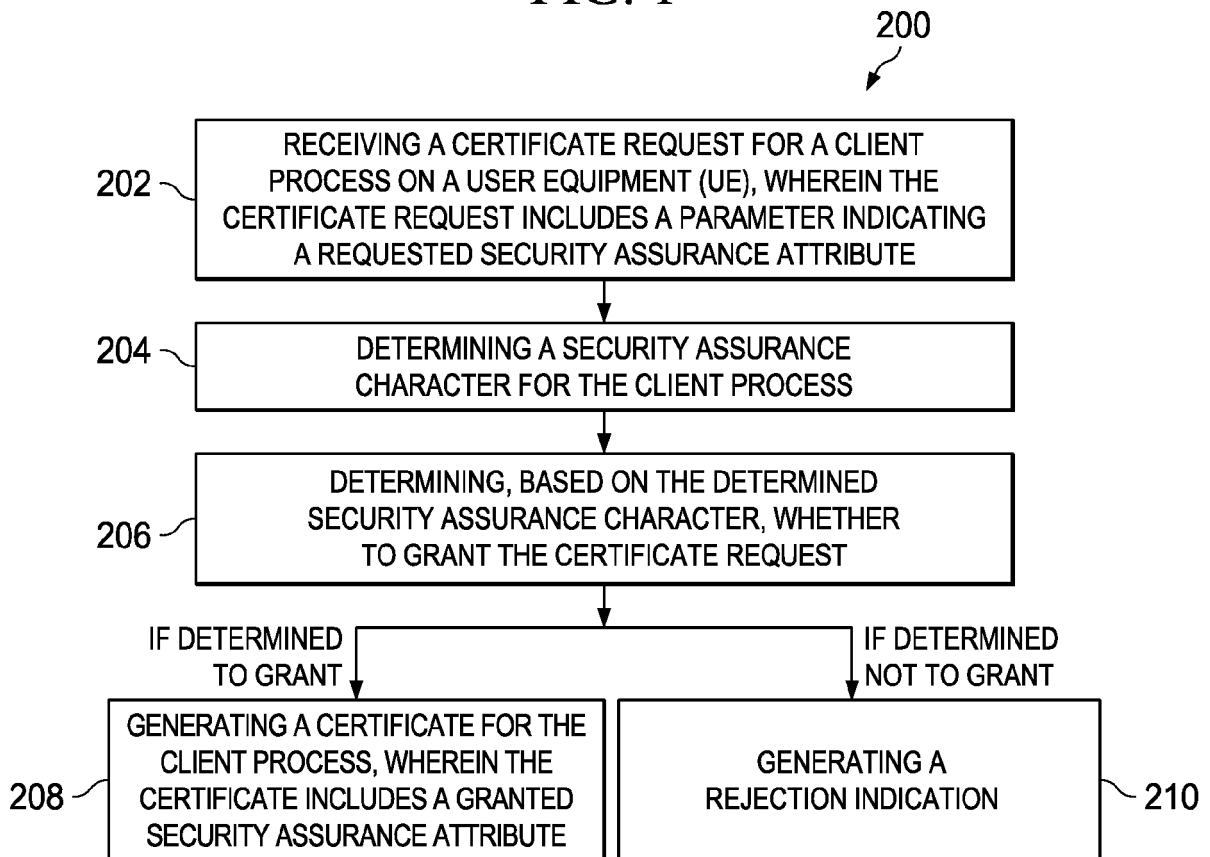 200
202
RECEIVING A CERTIFICATE REQUEST FOR A CLIENT
PROCESS ON A USER EQUIPMENT (UE), WHEREIN THE
CERTIFICATE REQUEST INCLUDES A PARAMETER INDICATING
A REQUESTED SECURITY ASSURANCE ATTRIBUTE
204
DETERMINING A SECURITY ASSURANCE
CHARACTER FOR THE CLIENT PROCESS
206
DETERMINING, BASED ON THE DETERMINED
SECURITY ASSURANCE CHARACTER, WHETHER
TO GRANT THE CERTIFICATE REQUEST
IF DETERMINED
TO GRANT
IF DETERMINED
NOT TO GRANT
208
GENERATING A CERTIFICATE FOR THE
CLIENT PROCESS, WHEREIN THE
CERTIFICATE INCLUDES A GRANTED
SECURITY ASSURANCE ATTRIBUTE
GENERATING A
REJECTION INDICATION
210